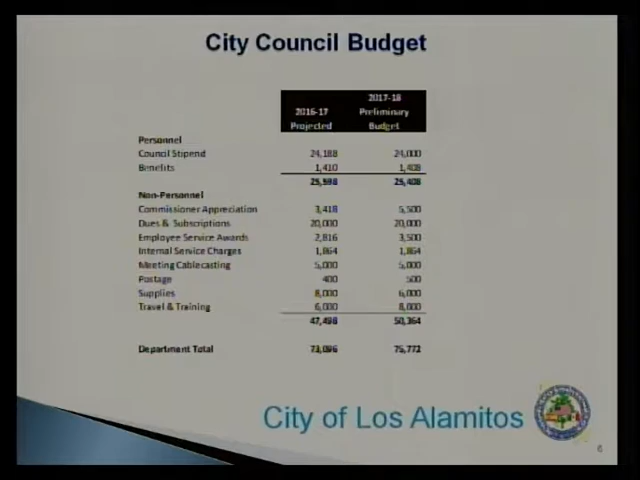 City Council Budget
2016-17 Projected 2017-18 Preliminary Budget
Personnel
Council Stipend 24,188 24,000
Benefits 1,410 1,408
25,598 25,408
Non-Personnel
Commissioner Appreciation 3,418 5,500
Dues & Subscriptions 20,000 20,000
Employee Service Awards 2,816 3,500
Internal Service Charges 1,864 1,864
Meeting Cablecasting 5,000 5,000
Postage 400 500
Supplies 8,000 6,000
Travel & Training 6,000 8,000
47,498 50,364
Department Total 73,096 75,772
City of Los Alamitos
6